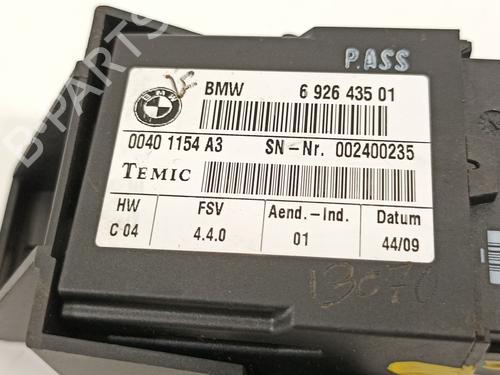 P.ASS
BMW 6 926 435 01
0040 1154 A3 SN-Nr. 002400235
TEMIC
HW FSV Aend.-Ind. Datum
C 04 4.4.0 01 44/09
13070
B-PARTS